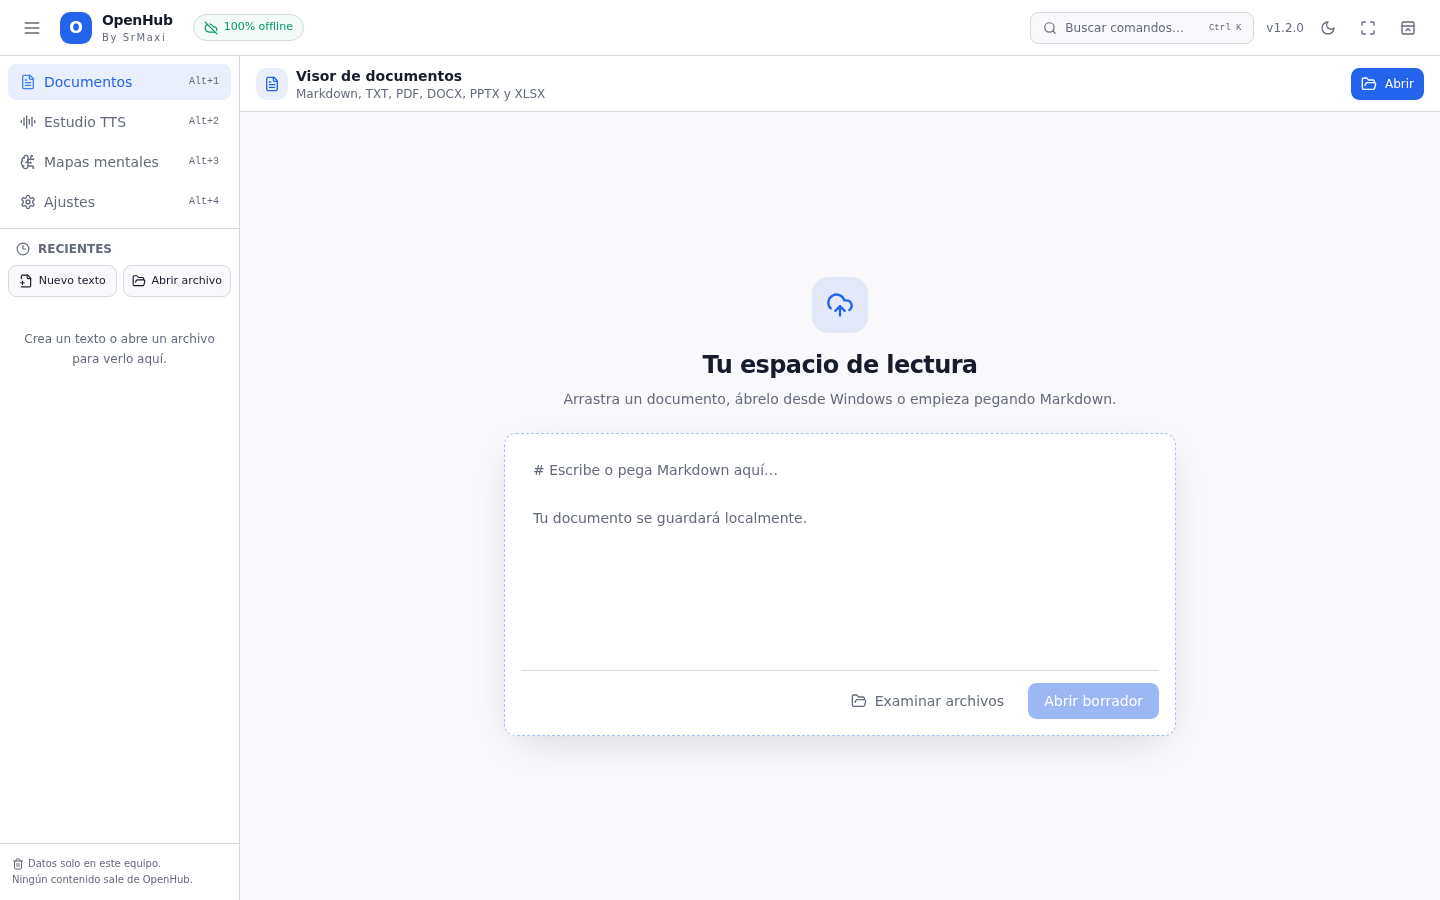 O
OpenHub
By SrMaxi
100% offline
Buscar comandos...
Ctrl K
v1.2.0
Documentos Alt+1
Estudio TTS Alt+2
Mapas mentales Alt+3
Ajustes Alt+4
RECIENTES
Nuevo texto
Abrir archivo
Crea un texto o abre un archivo
para verlo aquí.
Datos solo en este equipo.
Ningún contenido sale de OpenHub.
Visor de documentos
Markdown, TXT, PDF, DOCX, PPTX y XLSX
Abrir
Tu espacio de lectura
Arrastra un documento, ábrelo desde Windows o empieza pegando Markdown.
# Escribe o pega Markdown aquí...
Tu documento se guardará localmente.
Examinar archivos
Abrir borrador